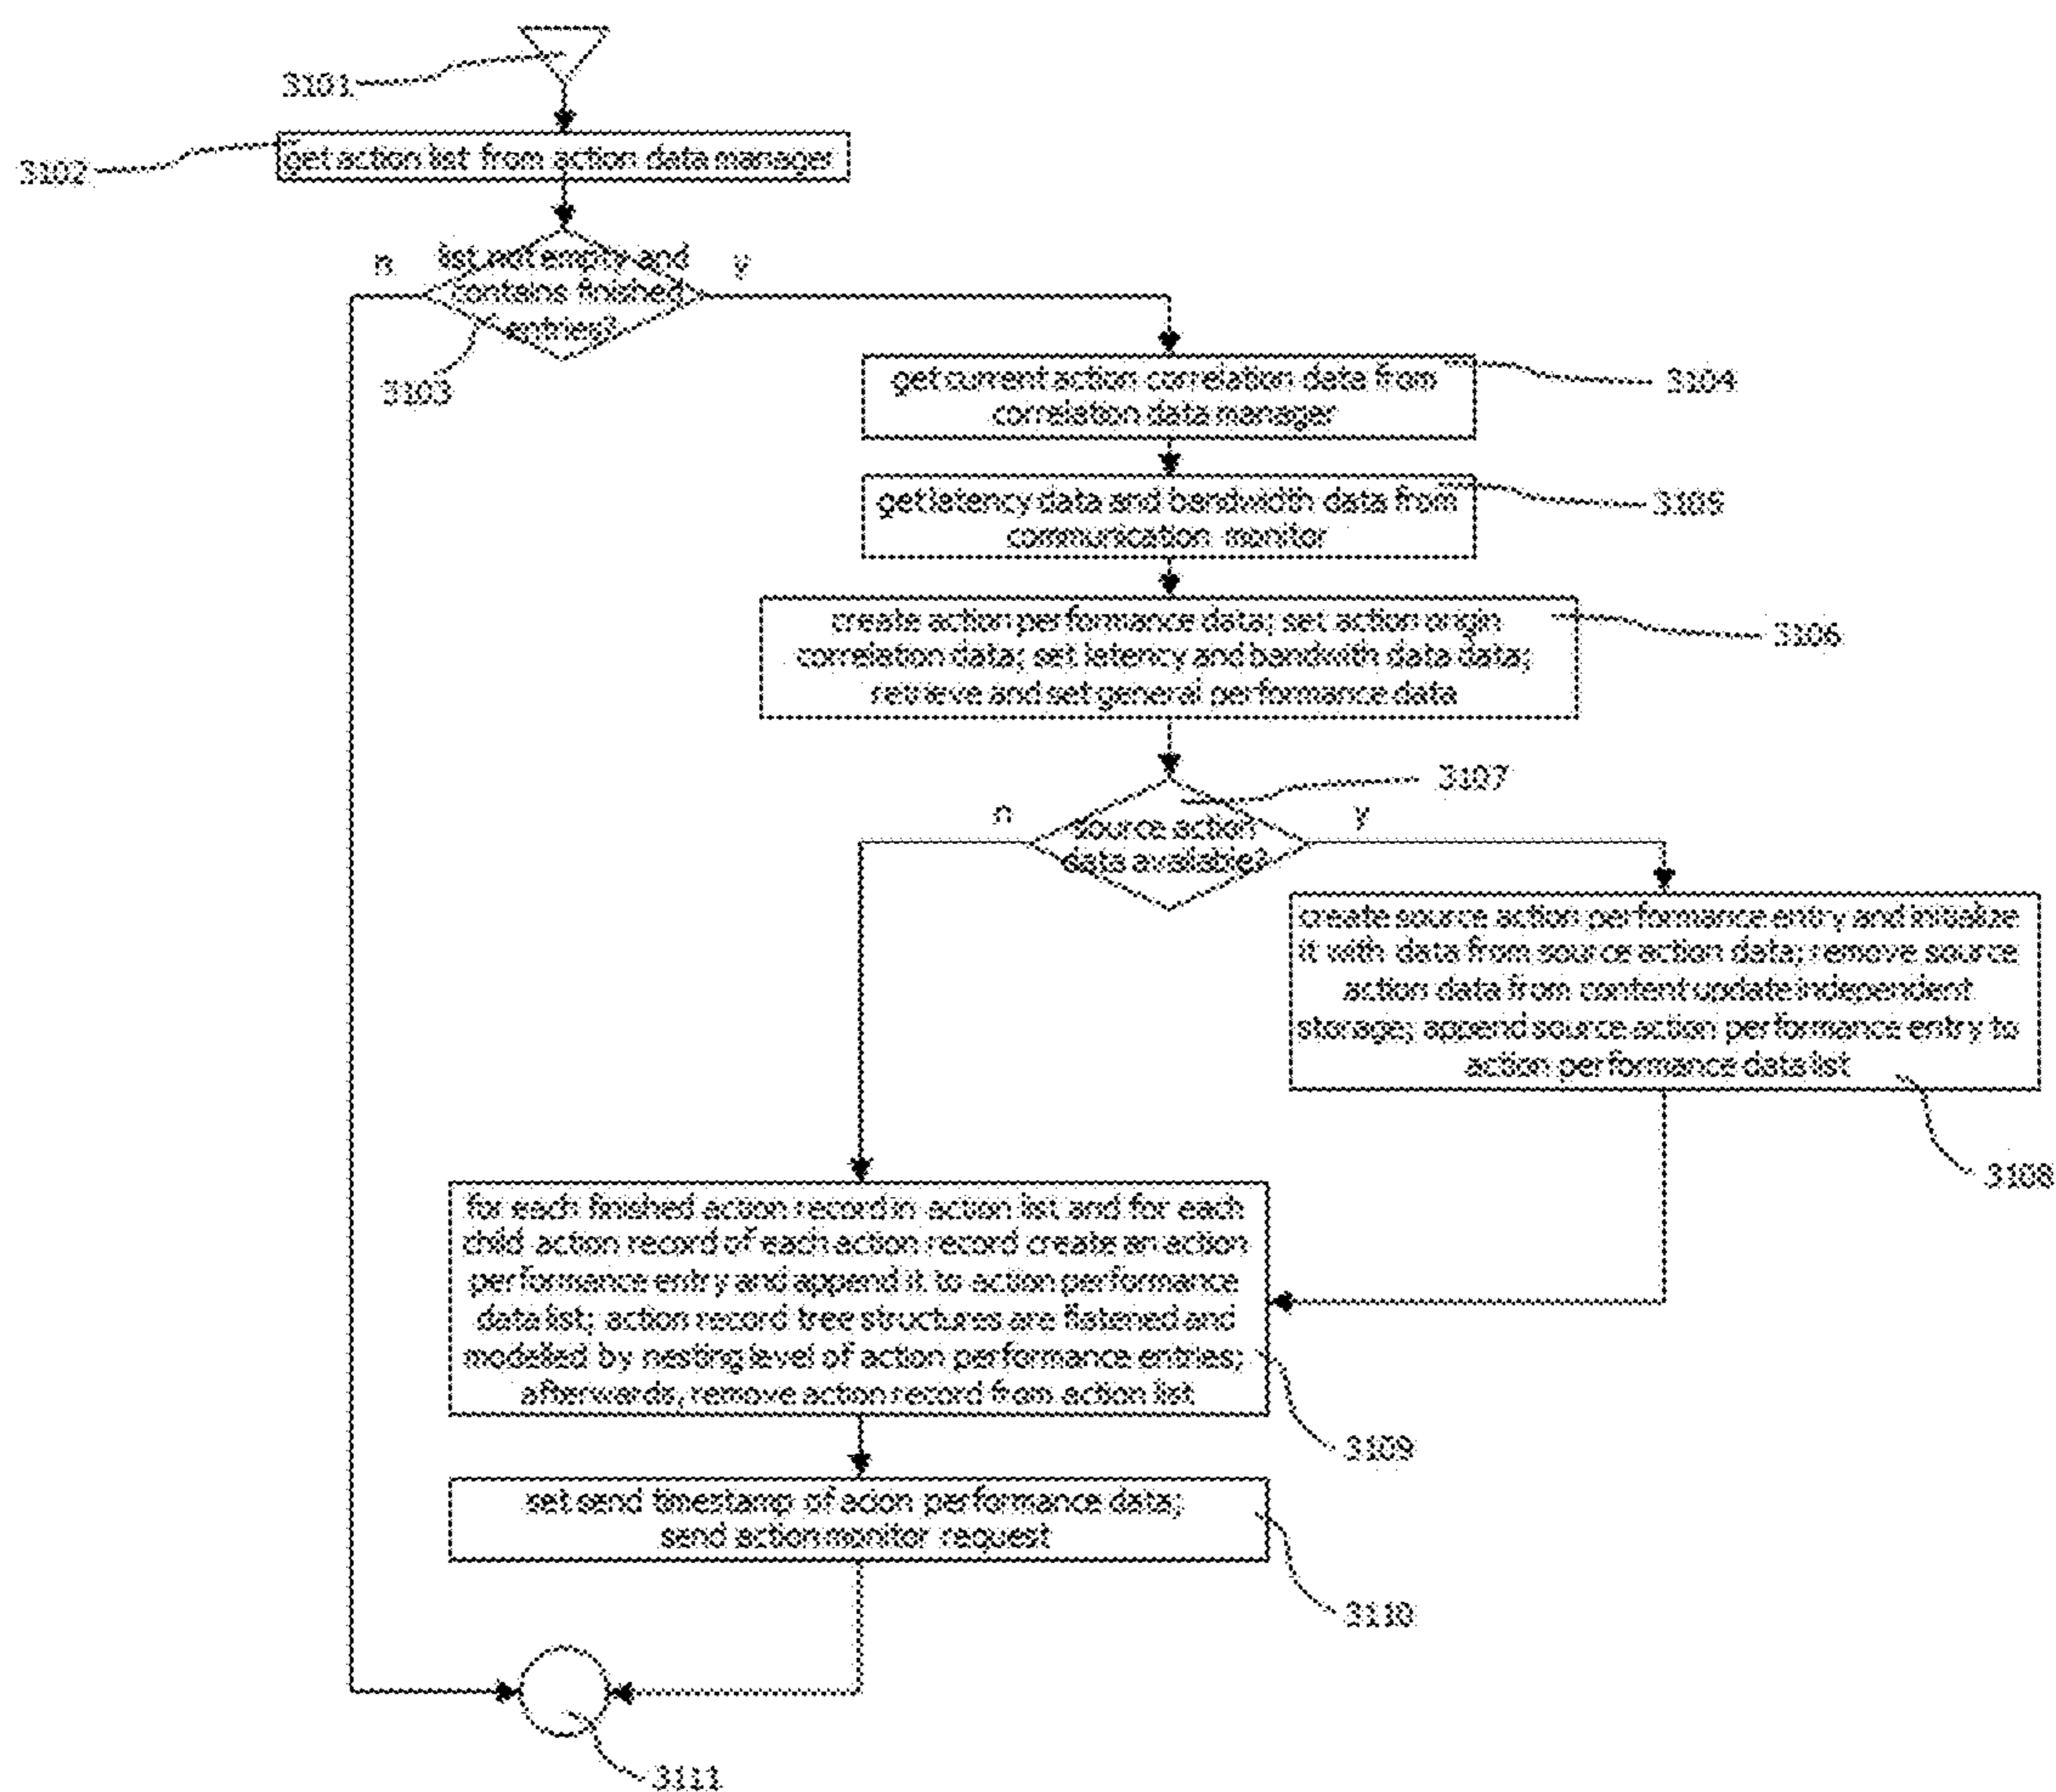 3101
3102
get action list from action data manager
n
list not empty and
contains finished
entries?
y
3103
get current action correlation data from
correlation data manager
3104
get latency data and bandwidth data from
communication monitor
3105
create action performance data; set action origin
correlation data; set latency and bandwith data data;
retrieve and set general performance data
3106
3107
n
source action
data available?
y
create source action performance entry and initialize
it with data from source action data; remove source
action data from content update independent
storage; append source action performance entry to
action performance data list
3108
for each finished action record in action list and for each
child action record of each action record create an action
performance entry and append it to action performance
data list; action record tree structures are flatened and
modelled by nesting level of action performance entries;
afterwards, remove action record from action list
3109
set send timestamp of acion performance data;
send action monitor request
3110
3111